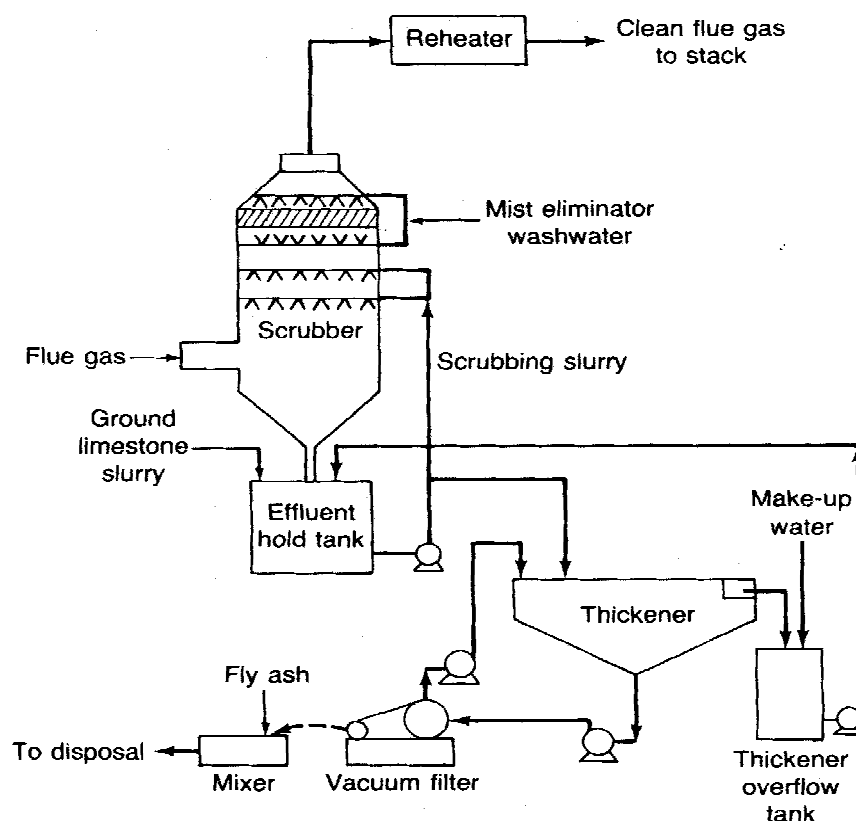 Reheater
Clean flue gas
to stack
Mist eliminator
washwater
Scrubber
Flue gas
Scrubbing slurry
Ground
limestone
slurry
Effluent
hold tank
Make-up
water
Thickener
Fly ash
To disposal
Mixer
Vacuum filter
Thickener
overflow
tank